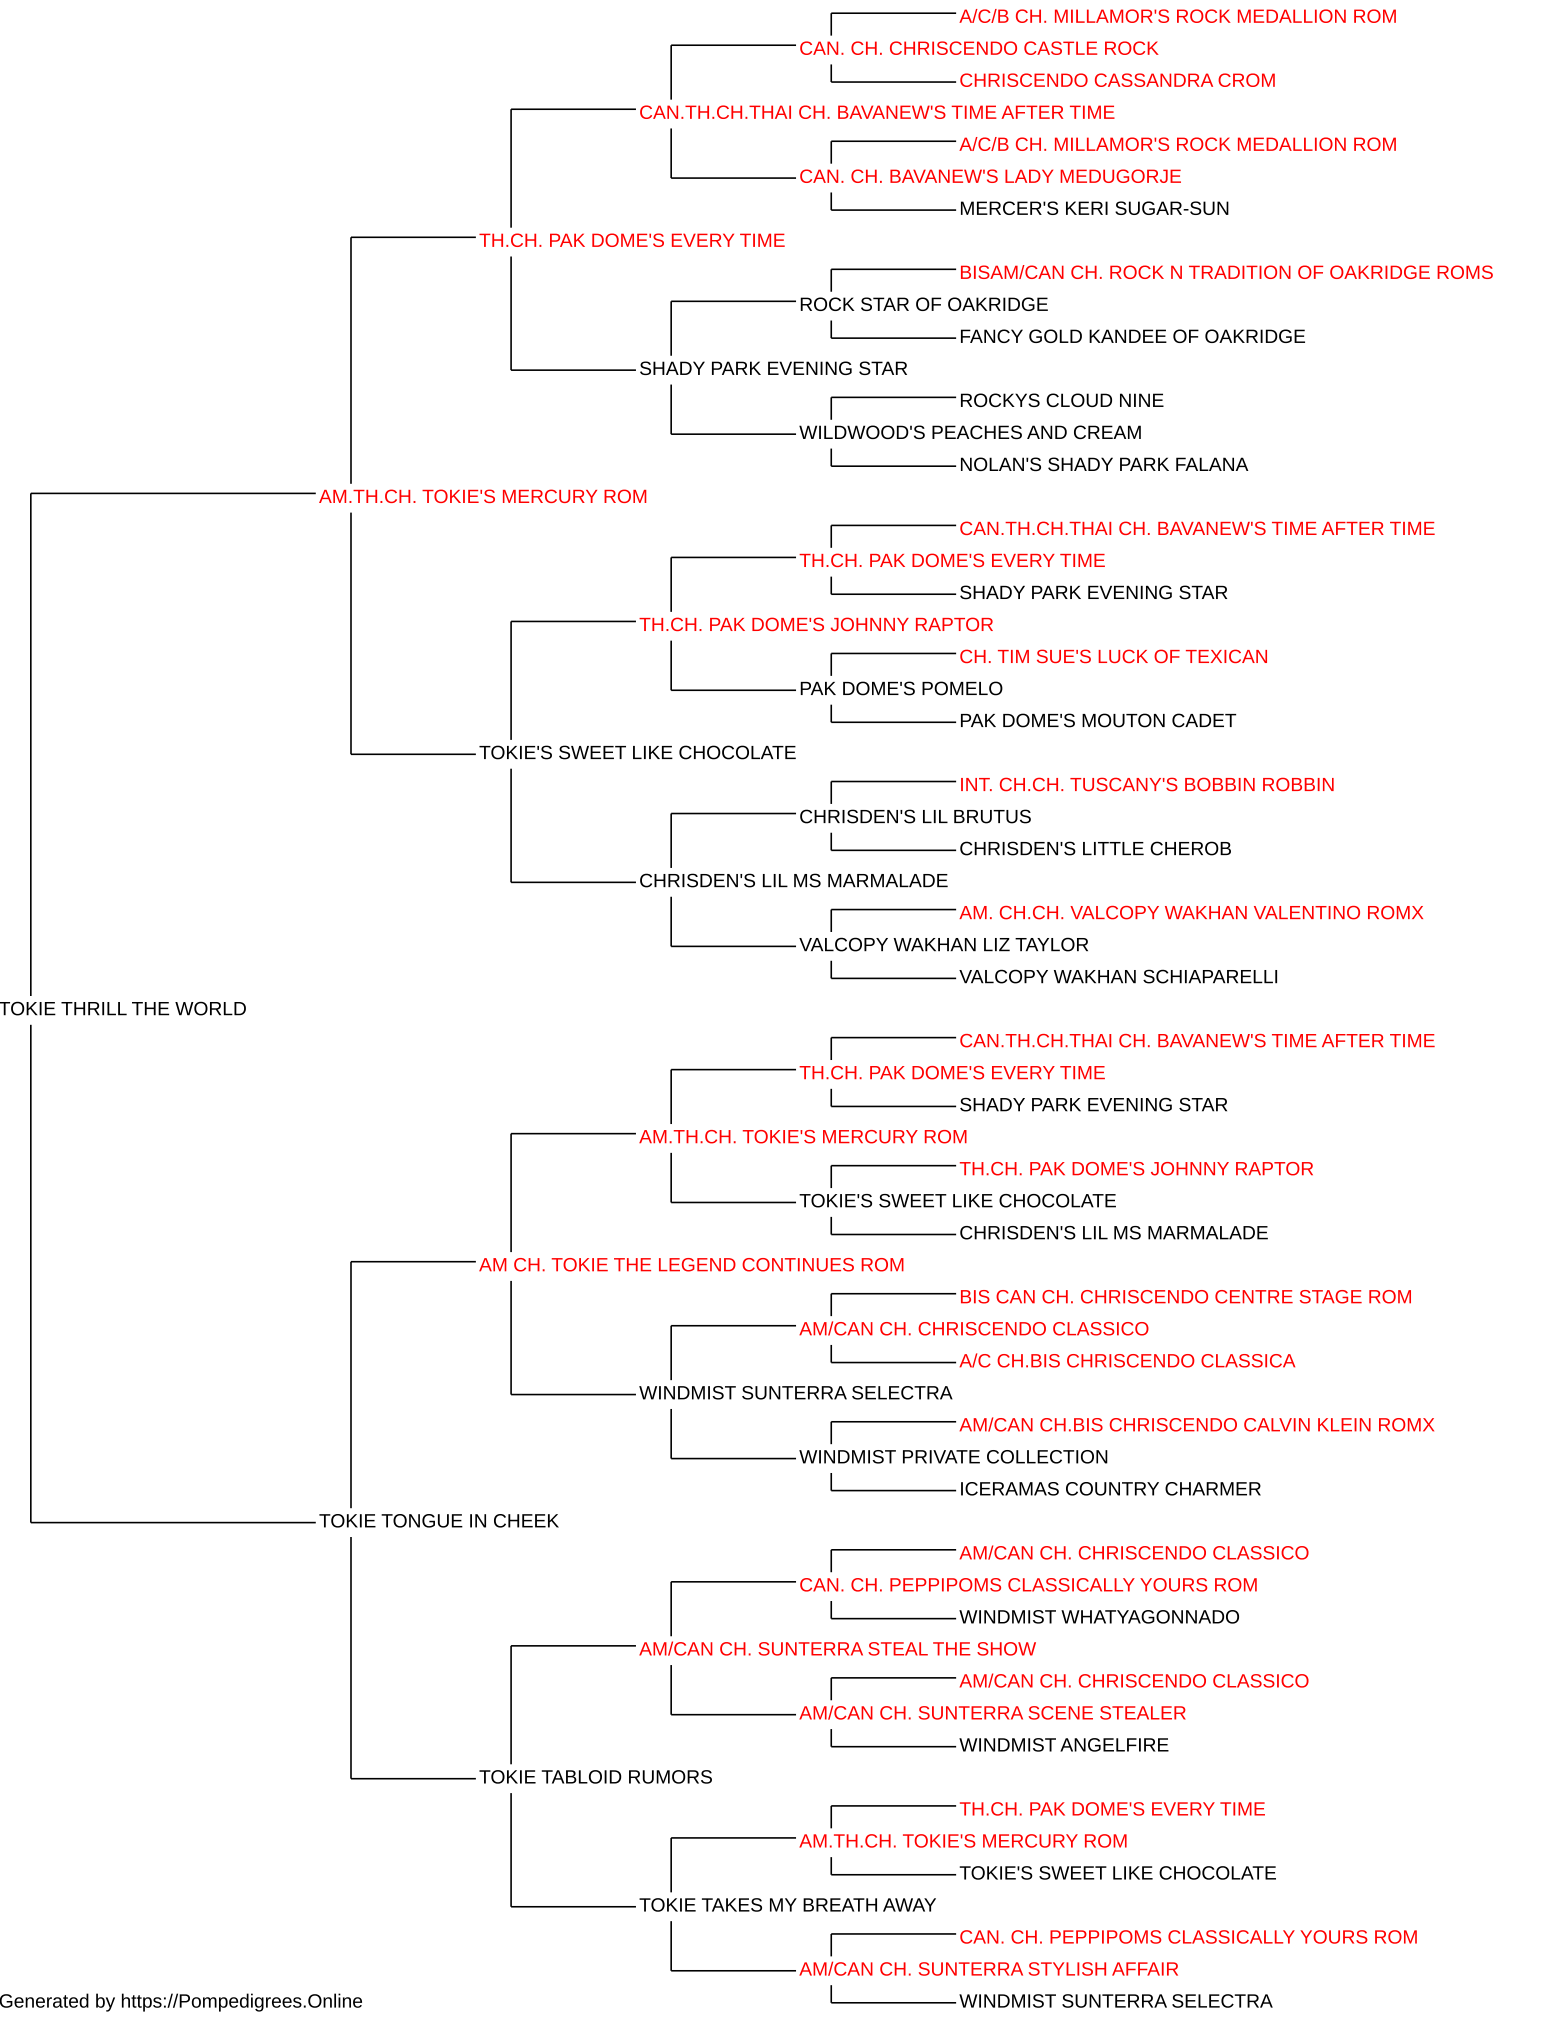 A/C/B CH. MILLAMOR'S ROCK MEDALLION ROM
CAN. CH. CHRISCENDO CASTLE ROCK
CHRISCENDO CASSANDRA CROM
CAN.TH.CH.THAI CH. BAVANEW'S TIME AFTER TIME
A/C/B CH. MILLAMOR'S ROCK MEDALLION ROM
CAN. CH. BAVANEW'S LADY MEDUGORJE
MERCER'S KERI SUGAR-SUN
TH.CH. PAK DOME'S EVERY TIME
BISAM/CAN CH. ROCK N TRADITION OF OAKRIDGE ROMS
ROCK STAR OF OAKRIDGE
FANCY GOLD KANDEE OF OAKRIDGE
SHADY PARK EVENING STAR
ROCKYS CLOUD NINE
WILDWOOD'S PEACHES AND CREAM
NOLAN'S SHADY PARK FALANA
AM.TH.CH. TOKIE'S MERCURY ROM
CAN.TH.CH.THAI CH. BAVANEW'S TIME AFTER TIME
TH.CH. PAK DOME'S EVERY TIME
SHADY PARK EVENING STAR
TH.CH. PAK DOME'S JOHNNY RAPTOR
CH. TIM SUE'S LUCK OF TEXICAN
PAK DOME'S POMELO
PAK DOME'S MOUTON CADET
TOKIE'S SWEET LIKE CHOCOLATE
INT. CH.CH. TUSCANY'S BOBBIN ROBBIN
CHRISDEN'S LIL BRUTUS
CHRISDEN'S LITTLE CHEROB
CHRISDEN'S LIL MS MARMALADE
AM. CH.CH. VALCOPY WAKHAN VALENTINO ROMX
VALCOPY WAKHAN LIZ TAYLOR
VALCOPY WAKHAN SCHIAPARELLI
TOKIE THRILL THE WORLD
CAN.TH.CH.THAI CH. BAVANEW'S TIME AFTER TIME
TH.CH. PAK DOME'S EVERY TIME
SHADY PARK EVENING STAR
AM.TH.CH. TOKIE'S MERCURY ROM
TH.CH. PAK DOME'S JOHNNY RAPTOR
TOKIE'S SWEET LIKE CHOCOLATE
CHRISDEN'S LIL MS MARMALADE
AM CH. TOKIE THE LEGEND CONTINUES ROM
BIS CAN CH. CHRISCENDO CENTRE STAGE ROM
AM/CAN CH. CHRISCENDO CLASSICO
A/C CH.BIS CHRISCENDO CLASSICA
WINDMIST SUNTERRA SELECTRA
AM/CAN CH.BIS CHRISCENDO CALVIN KLEIN ROMX
WINDMIST PRIVATE COLLECTION
ICERAMAS COUNTRY CHARMER
TOKIE TONGUE IN CHEEK
AM/CAN CH. CHRISCENDO CLASSICO
CAN. CH. PEPPIPOMS CLASSICALLY YOURS ROM
WINDMIST WHATYAGONNADO
AM/CAN CH. SUNTERRA STEAL THE SHOW
AM/CAN CH. CHRISCENDO CLASSICO
AM/CAN CH. SUNTERRA SCENE STEALER
WINDMIST ANGELFIRE
TOKIE TABLOID RUMORS
TH.CH. PAK DOME'S EVERY TIME
AM.TH.CH. TOKIE'S MERCURY ROM
TOKIE'S SWEET LIKE CHOCOLATE
TOKIE TAKES MY BREATH AWAY
CAN. CH. PEPPIPOMS CLASSICALLY YOURS ROM
AM/CAN CH. SUNTERRA STYLISH AFFAIR
WINDMIST SUNTERRA SELECTRA
Generated by https://Pompedigrees.Online